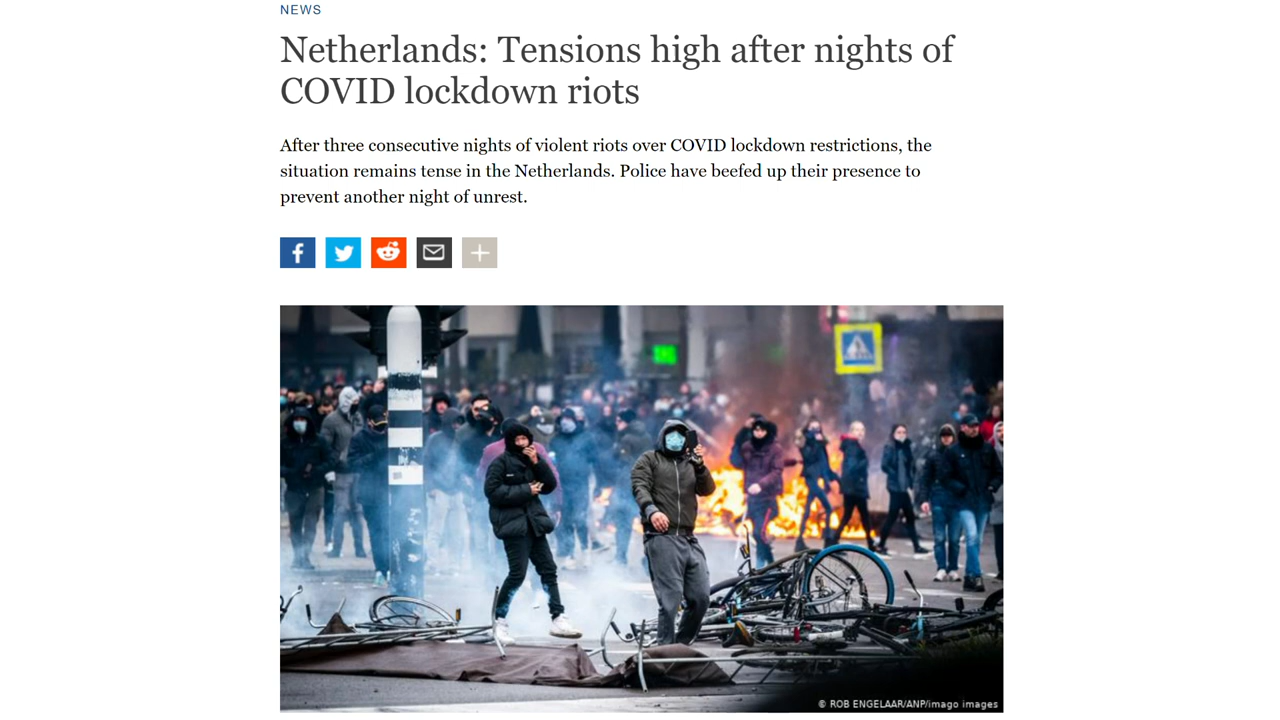 NEWS
Netherlands: Tensions high after nights of
COVID lockdown riots
After three consecutive nights of violent riots over COVID lockdown restrictions, the
situation remains tense in the Netherlands. Police have beefed up their presence to
prevent another night of unrest.
© ROB ENGELAAR/ANP/imago images